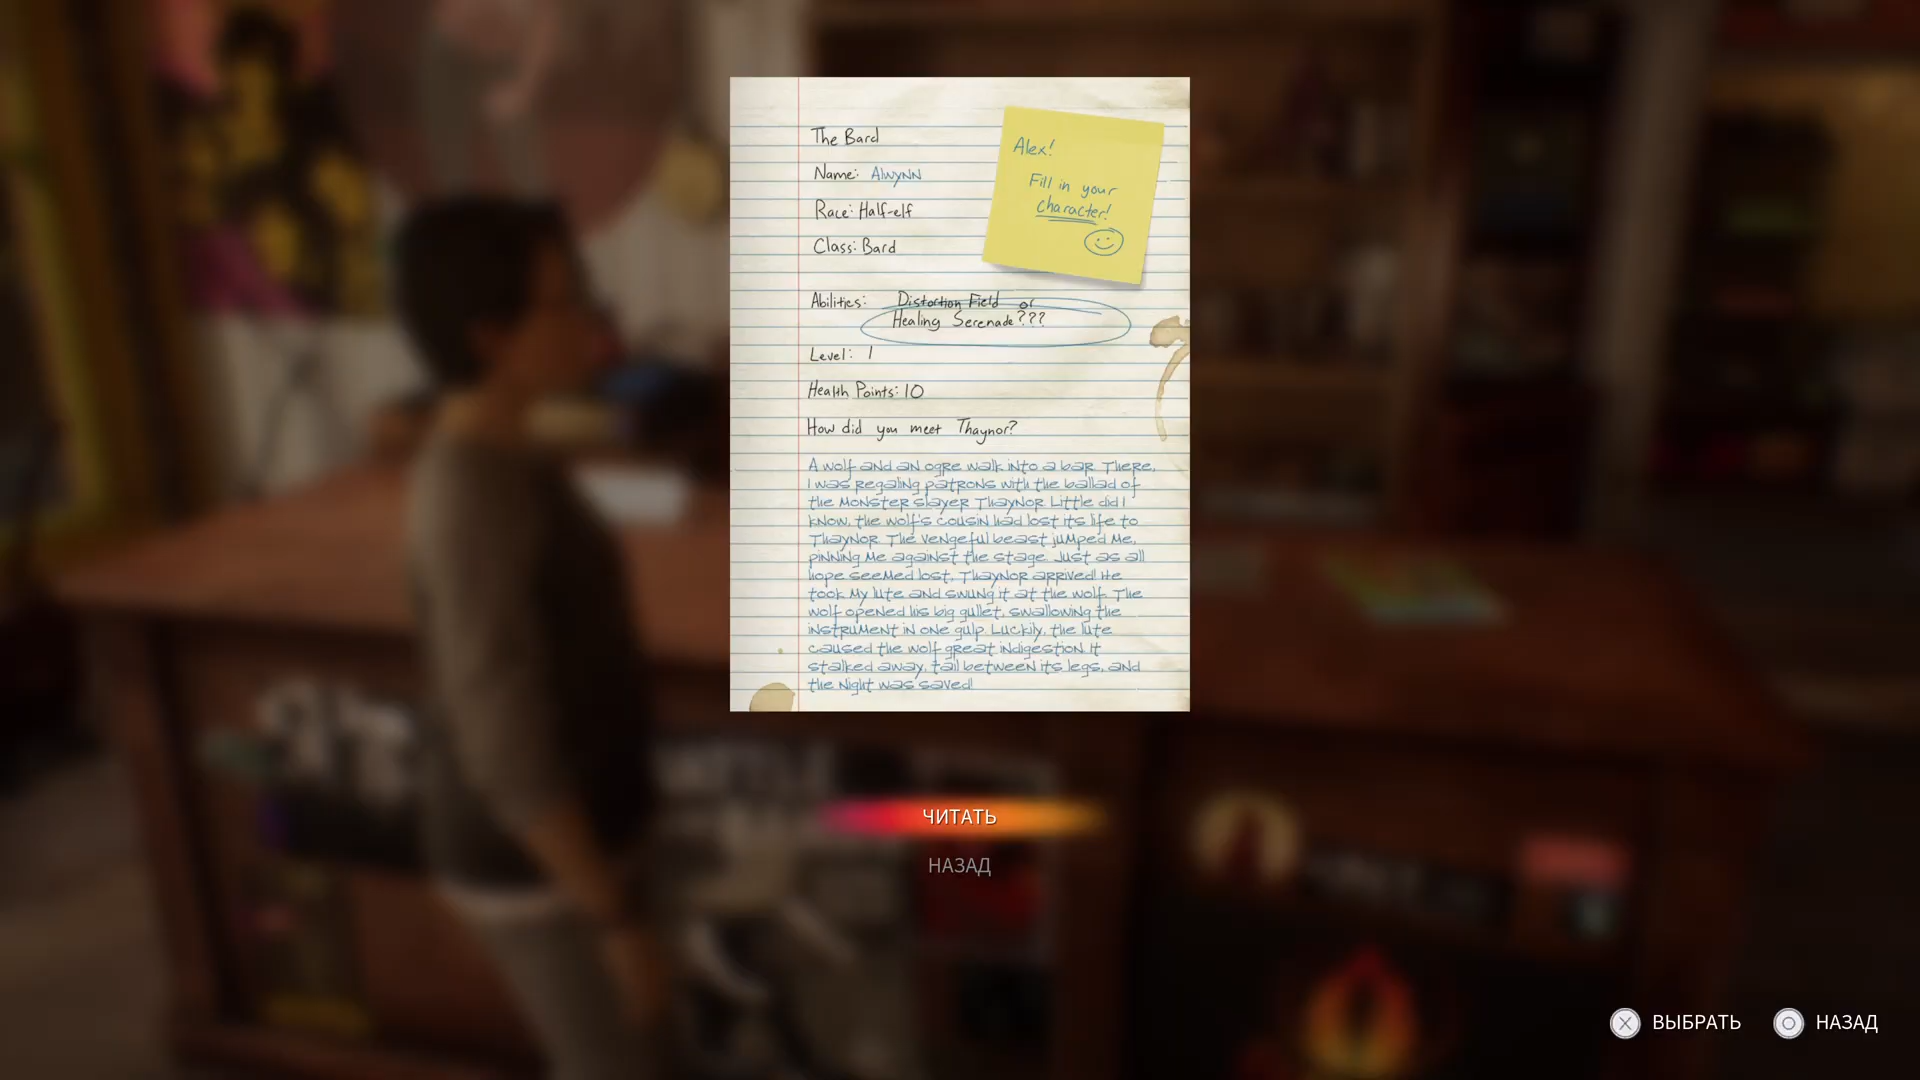 The Bard
Name: Alwynn
Race: Half-elf
Class: Bard
Alex!
Fill in your
character!
Abilities: Distortion Field or
Healing Serenade???
Level: 1
Health Points: 10
How did you meet Thaynor?
A wolf and an ogre walk into a bar. There,
I was regaling patrons with the ballad of
the monster slayer Thaynor. Little did I
know, the wolf's cousin had lost its life to
Thaynor. The vengeful beast jumped me,
pinning me against the stage. Just as all
hope seemed lost, Thaynor arrived! He
took my lute and swung it at the wolf. The
wolf opened his big gullet, swallowing the
instrument in one gulp. Luckily, the lute
caused the wolf great indigestion. It
stalked away, tail between its legs, and
the night was saved!
ЧИТАТЬ
НАЗАД
ВЫБРАТЬ
НАЗАД